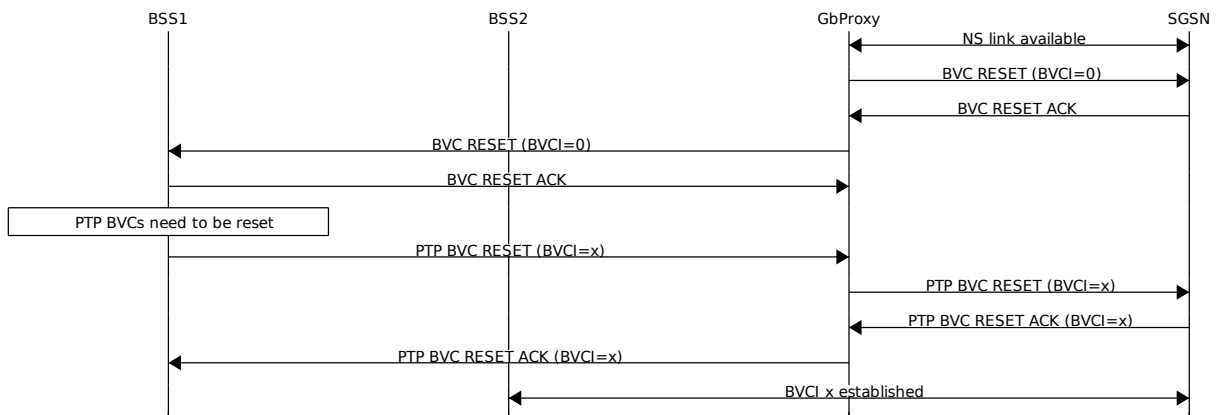 BSS1 BSS2 GbProxy SGSN
NS link available
BVC RESET (BVCI=0)
BVC RESET ACK
BVC RESET (BVCI=0)
BVC RESET ACK
PTP BVCs need to be reset
PTP BVC RESET (BVCI=x)
PTP BVC RESET (BVCI=x)
PTP BVC RESET ACK (BVCI=x)
PTP BVC RESET ACK (BVCI=x)
BVCI x established